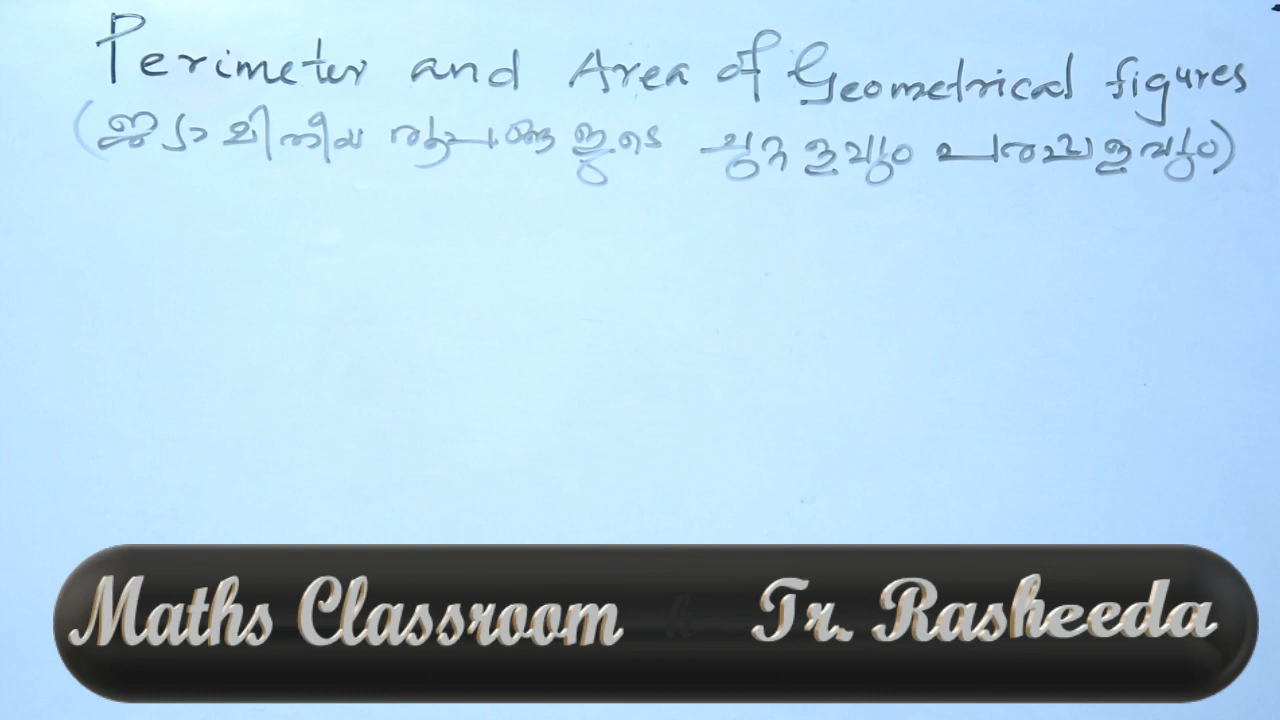 Perimeter and Area of Geometrical figures
(ജ്യാമിതീയ രൂപങ്ങളുടെ ചുറ്റളവും പരപ്പളവും)
Maths Classroom Tr. Rasheeda